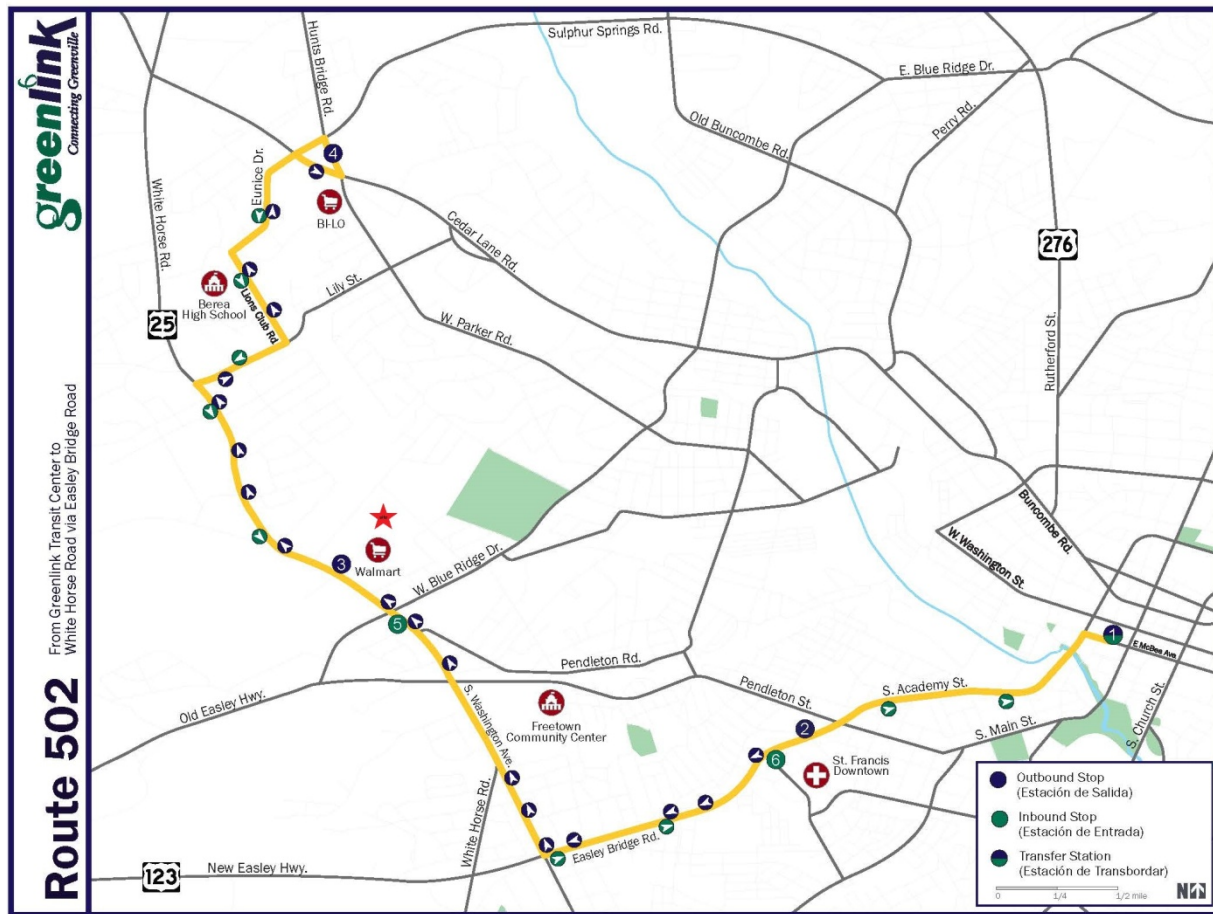 greenlink
Connecting Greenville
From Greenlink Transit Center to
White Horse Road via Easley Bridge Road
Route 502
Hunts Bridge Rd.
Sulphur Springs Rd.
E. Blue Ridge Dr.
Perry Rd.
Old Buncombe Rd.
4
Eunice Dr.
BI-LO
White Horse Rd.
Cedar Lane Rd.
276
Berea
High School
Lions Club Rd.
Lily St.
25
W. Parker Rd.
Rutherford St.
Buncombe Rd.
W. Washington St.
3
Walmart
W. Blue Ridge Dr.
5
1
E McBee Ave
Pendleton Rd.
S. Academy St.
Old Easley Hwy.
Pendleton St.
S. Washington Ave.
Freetown
Community Center
2
S. Main St.
S. Church St.
6
St. Francis
Downtown
White Horse Rd.
Easley Bridge Rd.
123
New Easley Hwy.
Outbound Stop
(Estación de Salida)
Inbound Stop
(Estación de Entrada)
Transfer Station
(Estación de Transbordar)
0 1/4 1/2 mile
N